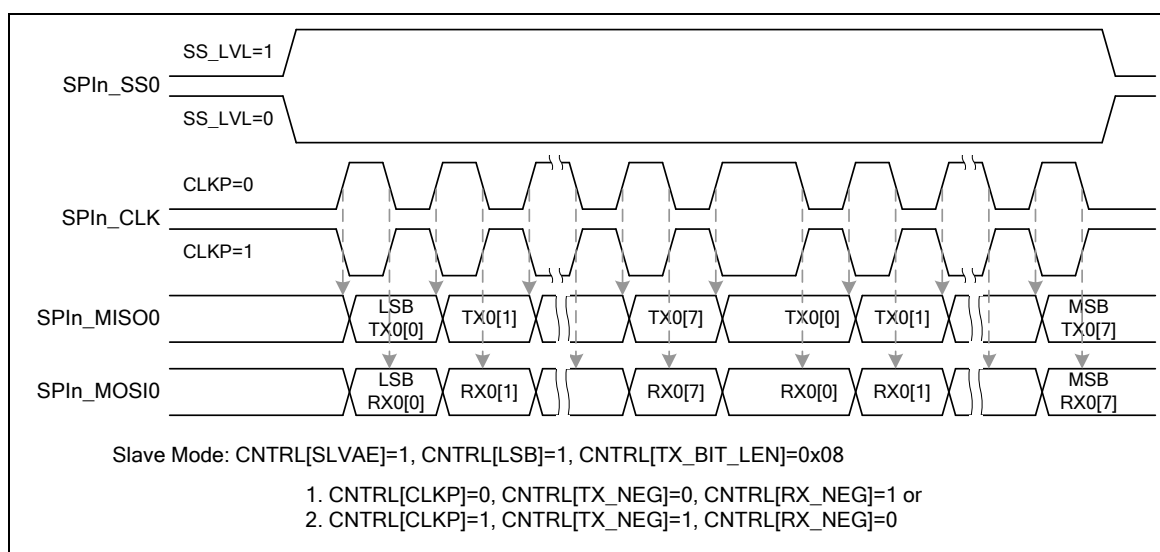 SS_LVL=1
SPIn_SS0
SS_LVL=0
CLKP=0
SPIn_CLK
CLKP=1
SPIn_MISO0
LSB
TX0[0]
TX0[1]
TX0[7]
TX0[0]
TX0[1]
MSB
TX0[7]
SPIn_MOSI0
LSB
RX0[0]
RX0[1]
RX0[7]
RX0[0]
RX0[1]
MSB
RX0[7]
Slave Mode: CNTRL[SLVAE]=1, CNTRL[LSB]=1, CNTRL[TX_BIT_LEN]=0x08
1. CNTRL[CLKP]=0, CNTRL[TX_NEG]=0, CNTRL[RX_NEG]=1 or
2. CNTRL[CLKP]=1, CNTRL[TX_NEG]=1, CNTRL[RX_NEG]=0